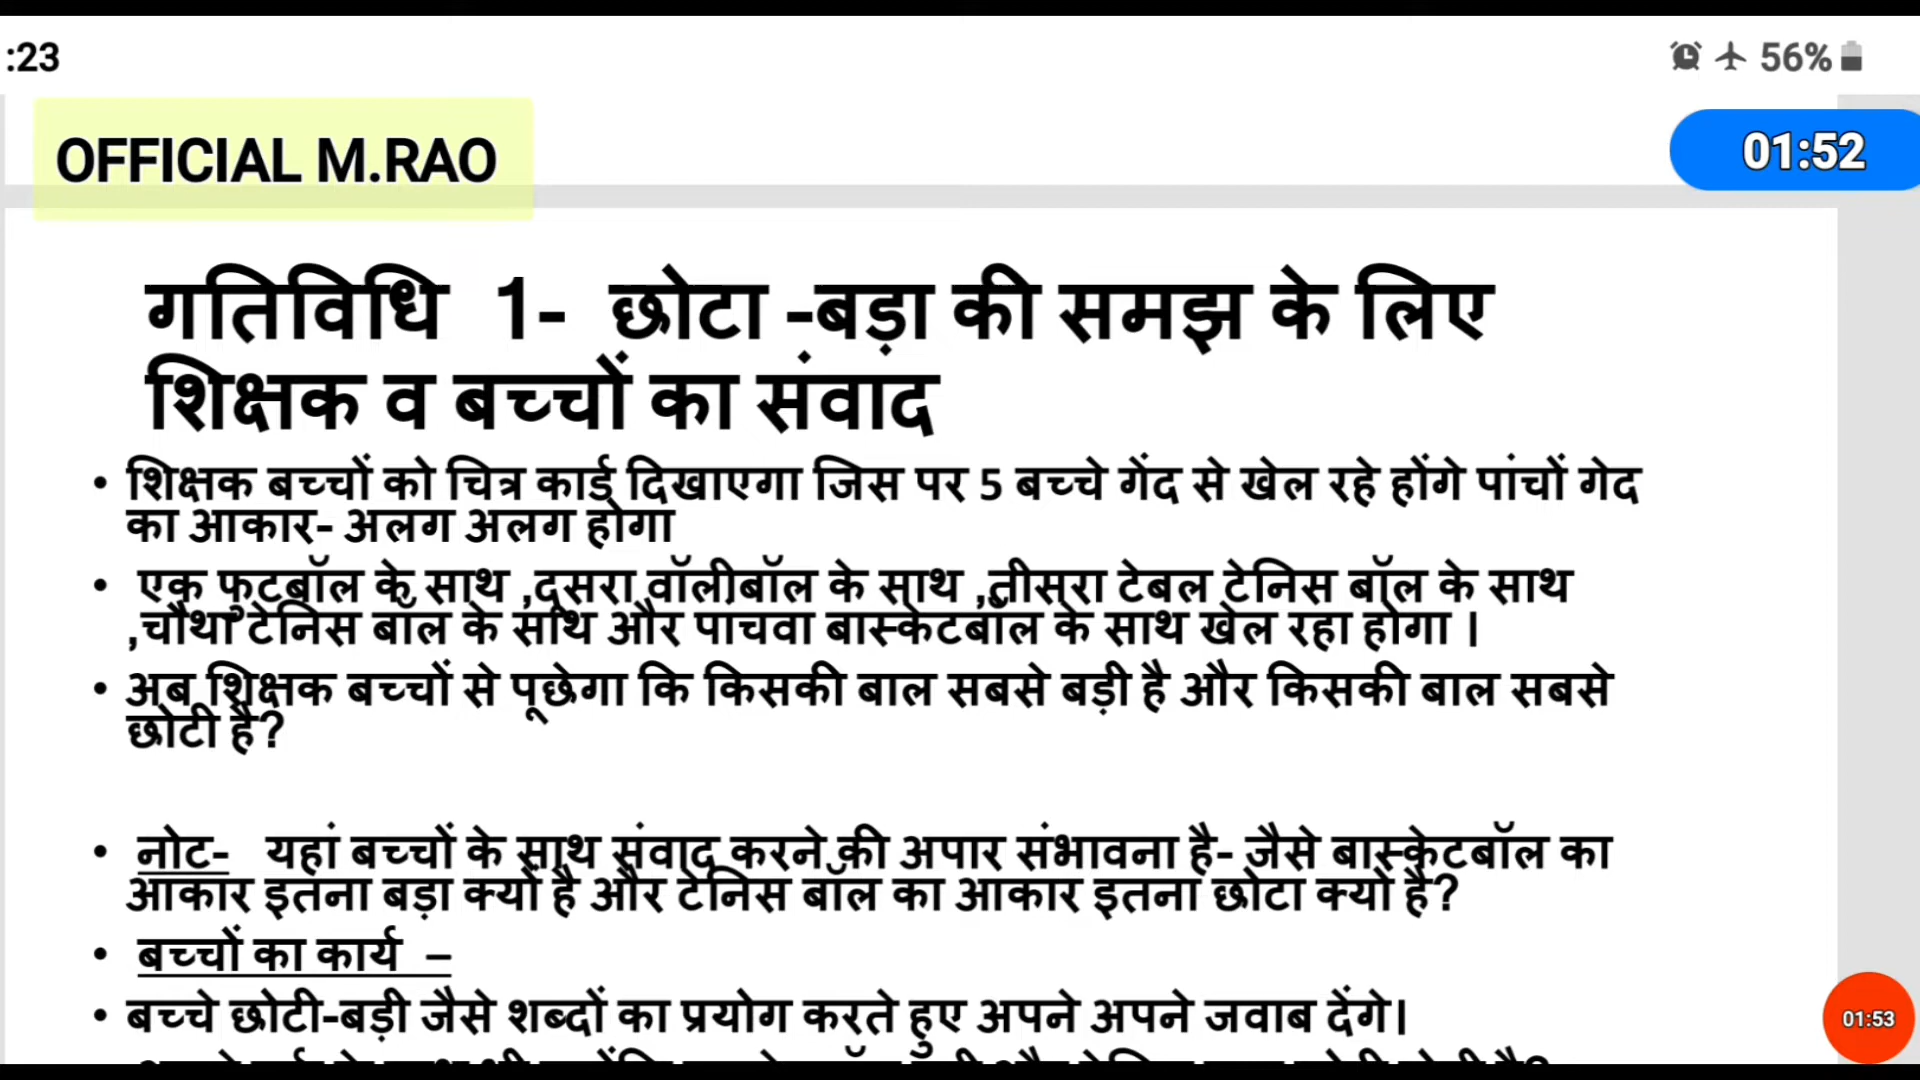 :23
56%
OFFICIAL M.RAO
01:52
गतिविधि 1- छोटा -बड़ा की समझ के लिए
शिक्षक व बच्चों का संवाद
• शिक्षक बच्चों को चित्र कार्ड दिखाएगा जिस पर 5 बच्चे गेंद से खेल रहे होंगे पांचों गेद
का आकार- अलग अलग होगा
• एक फुटबॉल के साथ ,दूसरा वॉलीबॉल के साथ ,तीसरा टेबल टेनिस बॉल के साथ
,चौथा टेनिस बॉल के साथ और पांचवा बास्केटबॉल के साथ खेल रहा होगा ।
• अब शिक्षक बच्चों से पूछेगा कि किसकी बाल सबसे बड़ी है और किसकी बाल सबसे
छोटी है?
• नोट- यहां बच्चों के साथ संवाद करने की अपार संभावना है- जैसे बास्केटबॉल का
आकार इतना बड़ा क्यों है और टेनिस बॉल का आकार इतना छोटा क्यों है?
• बच्चों का कार्य –
• बच्चे छोटी-बड़ी जैसे शब्दों का प्रयोग करते हुए अपने अपने जवाब देंगे।
01:53